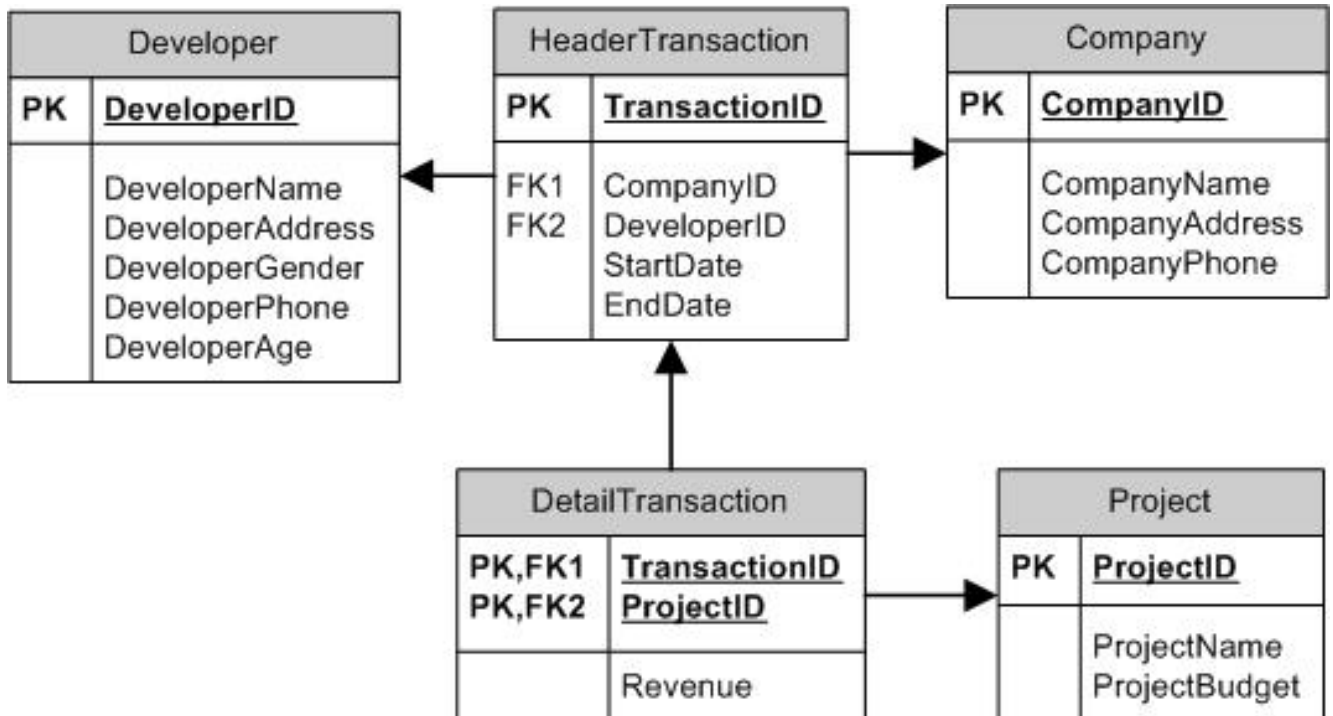 Developer
PK DeveloperID
DeveloperName
DeveloperAddress
DeveloperGender
DeveloperPhone
DeveloperAge
HeaderTransaction
PK TransactionID
FK1 CompanyID
FK2 DeveloperID
StartDate
EndDate
Company
PK CompanyID
CompanyName
CompanyAddress
CompanyPhone
DetailTransaction
PK,FK1 TransactionID
PK,FK2 ProjectID
Revenue
Project
PK ProjectID
ProjectName
ProjectBudget